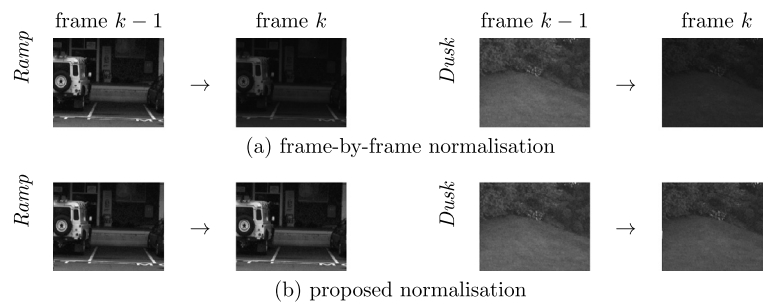 frame k − 1 frame k frame k − 1 frame k
Ramp → Dusk →
(a) frame-by-frame normalisation
Ramp → Dusk →
(b) proposed normalisation